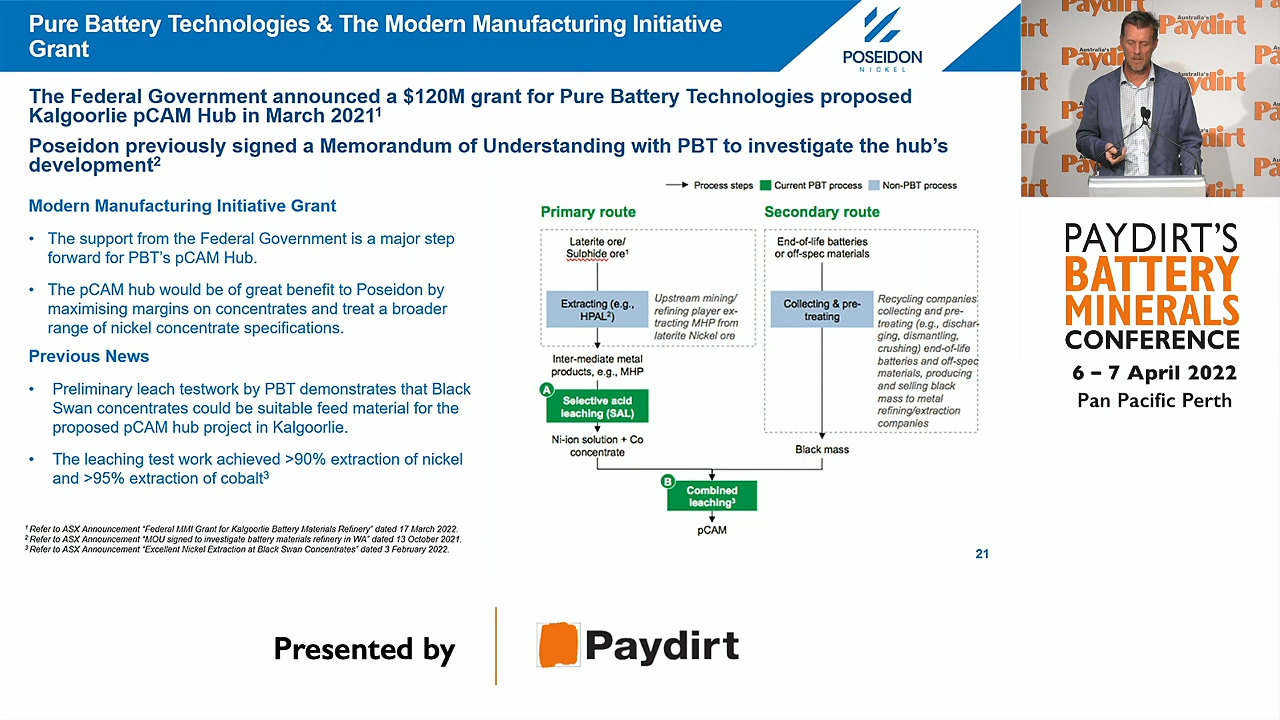 Pure Battery Technologies & The Modern Manufacturing Initiative
Grant
POSEIDON
NICKEL
The Federal Government announced a $120M grant for Pure Battery Technologies proposed
Kalgoorlie pCAM Hub in March 2021¹
Poseidon previously signed a Memorandum of Understanding with PBT to investigate the hub's
development²
Modern Manufacturing Initiative Grant
• The support from the Federal Government is a major step
forward for PBT's pCAM Hub.
• The pCAM hub would be of great benefit to Poseidon by
maximising margins on concentrates and treat a broader
range of nickel concentrate specifications.
Previous News
• Preliminary leach testwork by PBT demonstrates that Black
Swan concentrates could be suitable feed material for the
proposed pCAM hub project in Kalgoorlie.
• The leaching test work achieved >90% extraction of nickel
and >95% extraction of cobalt³
¹ Refer to ASX Announcement "Federal MMI Grant for Kalgoorlie Battery Materials Refinery" dated 17 March 2022.
² Refer to ASX Announcement "MOU signed to investigate battery materials refinery in WA" dated 13 October 2021.
³ Refer to ASX Announcement "Excellent Nickel Extraction at Black Swan Concentrates" dated 3 February 2022.
Process steps Current PBT process Non-PBT process
Primary route
Laterite ore/
Sulphide ore¹
Extracting (e.g.,
HPAL²)
Upstream mining/
refining player ex-
tracting MHP from
laterite Nickel ore
Inter-mediate metal
products, e.g., MHP
A
Selective acid
leaching (SAL)
Ni-ion solution + Co
concentrate
Secondary route
End-of-life batteries
or off-spec materials
Collecting & pre-
treating
Recycling companies
collecting and pre-
treating (e.g., dischar-
ging, dismantling,
crushing) end-of-life
batteries and off-spec
materials, producing
and selling black
mass to metal
refining/extraction
companies
Black mass
B
Combined
leaching³
pCAM
21
Australia's
Paydirt
PAYDIRT'S
BATTERY
MINERALS
CONFERENCE
6 – 7 April 2022
Pan Pacific Perth
Presented by
Paydirt